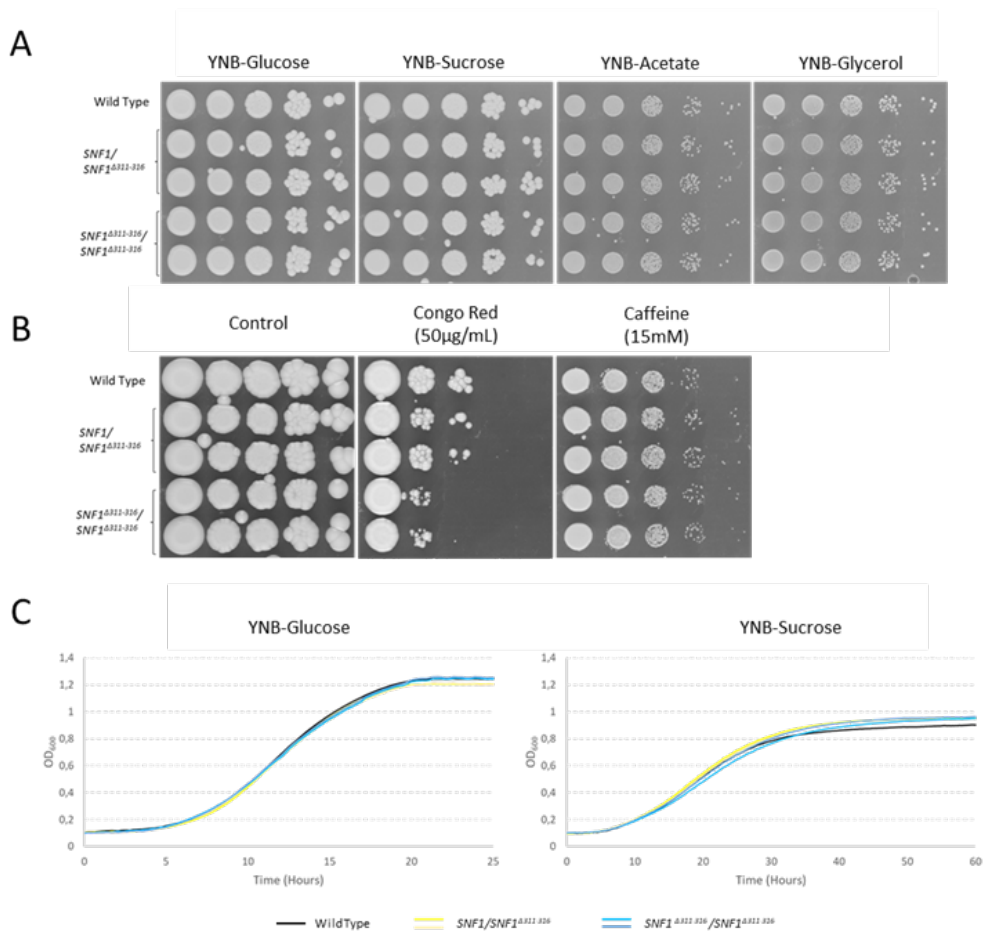 A
YNB-Glucose YNB-Sucrose YNB-Acetate YNB-Glycerol
Wild Type
SNF1/
SNF1Δ311-316
SNF1Δ311-316/
SNF1Δ311-316
B
Control
Congo Red
(50µg/mL)
Caffeine
(15mM)
Wild Type
SNF1/
SNF1Δ311-316
SNF1Δ311-316/
SNF1Δ311-316
C
YNB-Glucose
1,4
1,2
1
0,8
0,6
0,4
0,2
0
OD600
0 5 10 15 20 25
Time (Hours)
YNB-Sucrose
1,4
1,2
1
0,8
0,6
0,4
0,2
0
OD600
0 10 20 30 40 50 60
Time (Hours)
WildType SNF1/SNF1Δ311-316 SNF1Δ311-316/SNF1Δ311-316